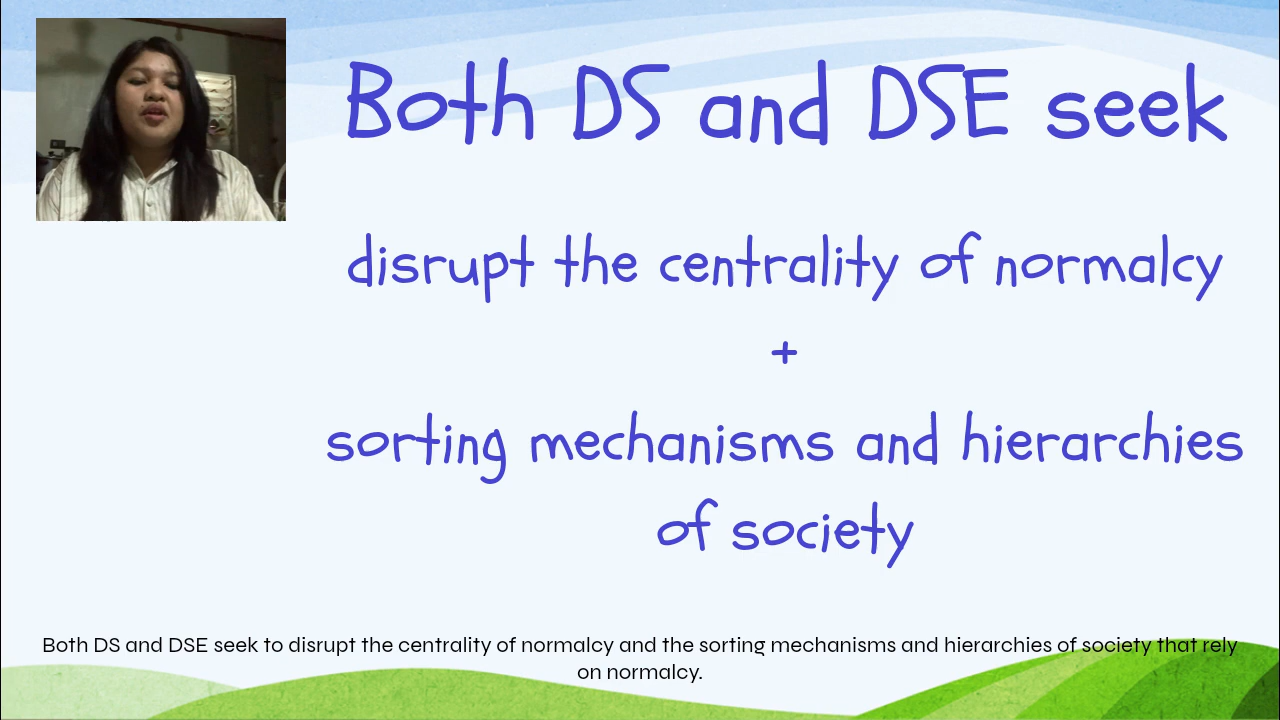 Both DS and DSE seek
disrupt the centrality of normalcy
+
sorting mechanisms and hierarchies
of society
Both DS and DSE seek to disrupt the centrality of normalcy and the sorting mechanisms and hierarchies of society that rely
on normalcy.